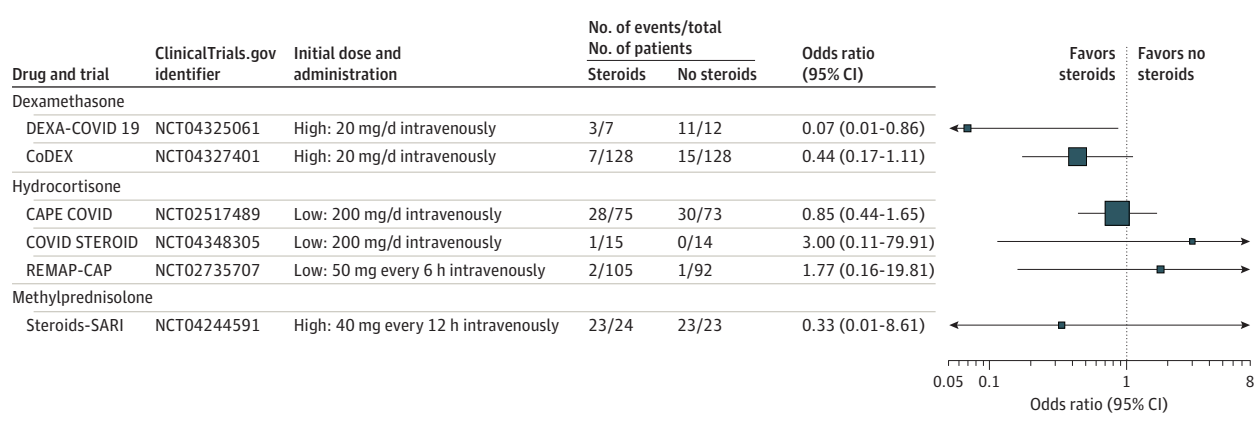 No. of events/total
No. of patients
Drug and trial ClinicalTrials.gov identifier Initial dose and administration Steroids No steroids Odds ratio (95% CI) Favors steroids Favors no steroids
Dexamethasone
DEXA-COVID 19 NCT04325061 High: 20 mg/d intravenously 3/7 11/12 0.07 (0.01-0.86)
CoDEX NCT04327401 High: 20 mg/d intravenously 7/128 15/128 0.44 (0.17-1.11)
Hydrocortisone
CAPE COVID NCT02517489 Low: 200 mg/d intravenously 28/75 30/73 0.85 (0.44-1.65)
COVID STEROID NCT04348305 Low: 200 mg/d intravenously 1/15 0/14 3.00 (0.11-79.91)
REMAP-CAP NCT02735707 Low: 50 mg every 6 h intravenously 2/105 1/92 1.77 (0.16-19.81)
Methylprednisolone
Steroids-SARI NCT04244591 High: 40 mg every 12 h intravenously 23/24 23/23 0.33 (0.01-8.61)
0.05 0.1 1 8
Odds ratio (95% CI)